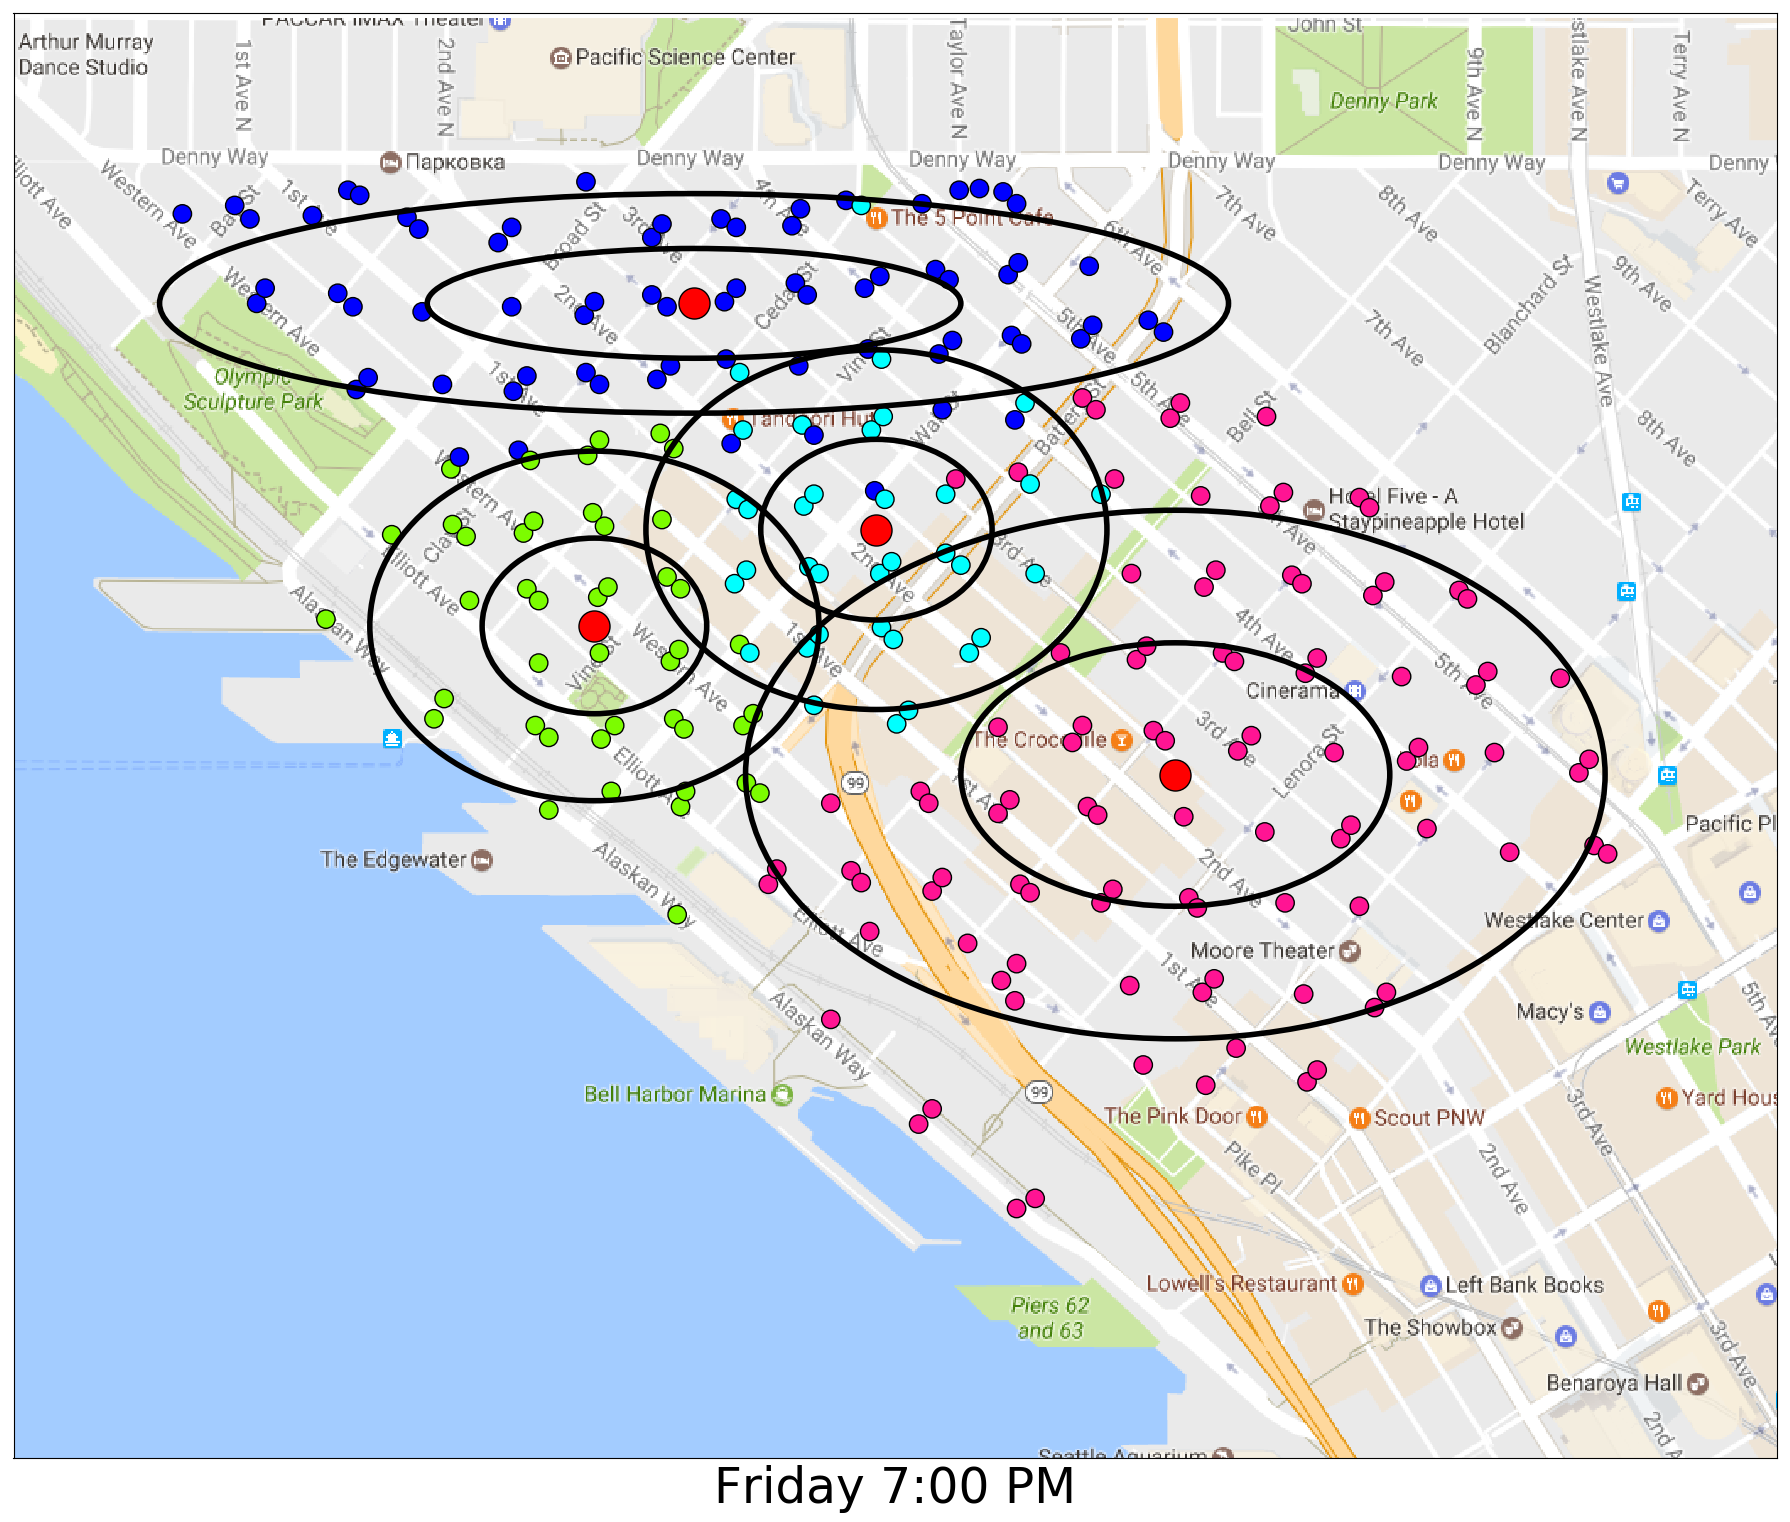 PACCAR IMAX Theater
John St
Arthur Murray
Dance Studio
1st Ave N
2nd Ave N
Pacific Science Center
Taylor Ave N
Denny Park
9th Ave N
Westlake Ave N
Terry Ave N
Denny Way
Парковка
Denny Way
Denny Way
Denny Way
Denny Way
Denny
Elliott Ave
Western Ave
1st Ave
Broad St
3rd Ave
4th Ave
The 5 Point Cafe
6th Ave
7th Ave
8th Ave
Terry Ave
9th Ave
Western Ave
2nd Ave
Cedar St
Vine St
5th Ave
5th Ave
7th Ave
Blanchard St
Westlake Ave
8th Ave
Olympic
Sculpture Park
1st Ave
Tandoori Hut
Battery St
Bell St
Western Ave
Clay St
Elliott Ave
Hotel Five - A
Staypineapple Hotel
2nd Ave
3rd Ave
4th Ave
5th Ave
Alaskan Way
Vine St
Western Ave
1st Ave
Cinerama
3rd Ave
Lenora St
The Crocodile
Elliott Ave
99
1st Ave
Pacific Pl
The Edgewater
Alaskan Way
2nd Ave
Elliott Ave
Westlake Center
Moore Theater
1st Ave
Alaskan Way
Macy's
5th Ave
Westlake Park
Bell Harbor Marina
99
The Pink Door
Scout PNW
Yard Hous
3rd Ave
Pike Pl
2nd Ave
Lowell's Restaurant
Left Bank Books
Piers 62
and 63
The Showbox
3rd Ave
Benaroya Hall
2nd A
Seattle Aquarium
Friday 7:00 PM